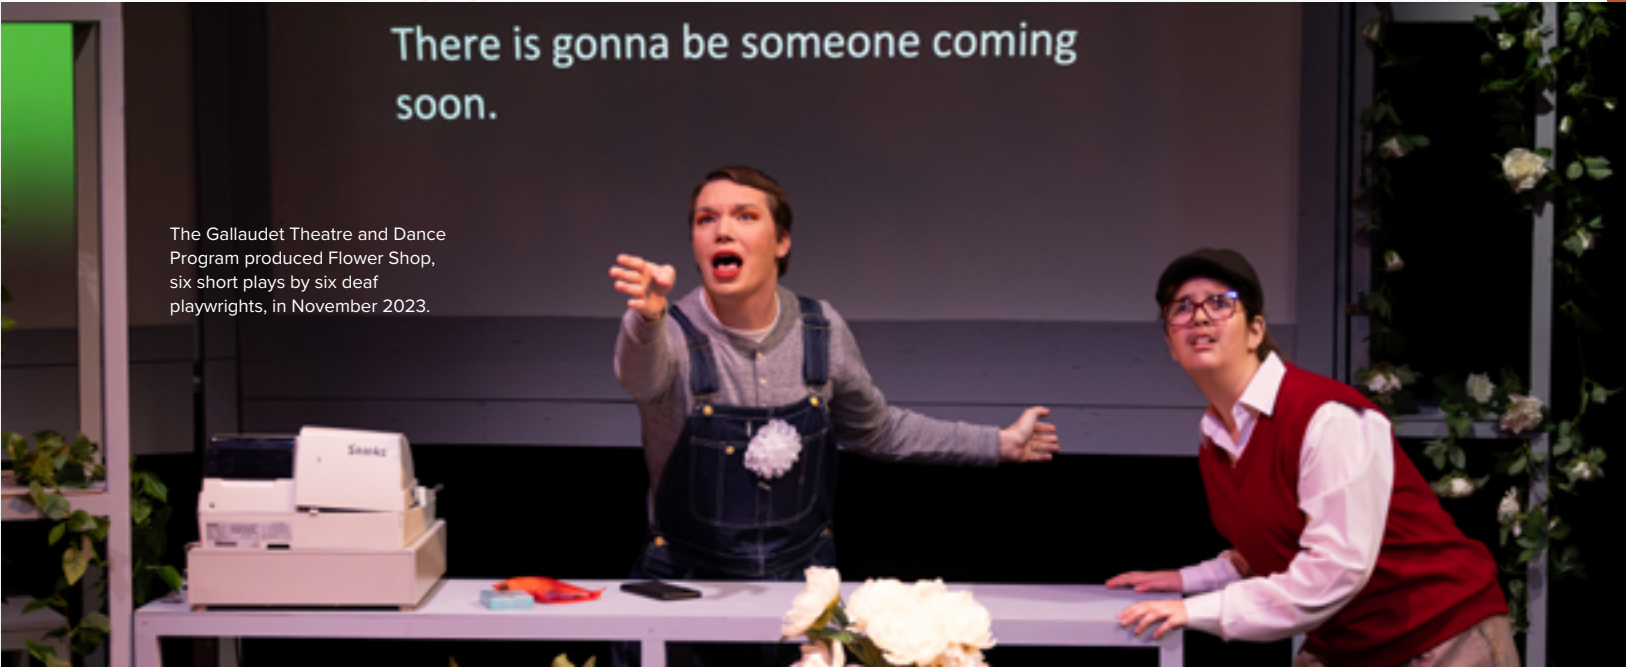 There is gonna be someone coming
soon.
The Gallaudet Theatre and Dance
Program produced Flower Shop,
six short plays by six deaf
playwrights, in November 2023.